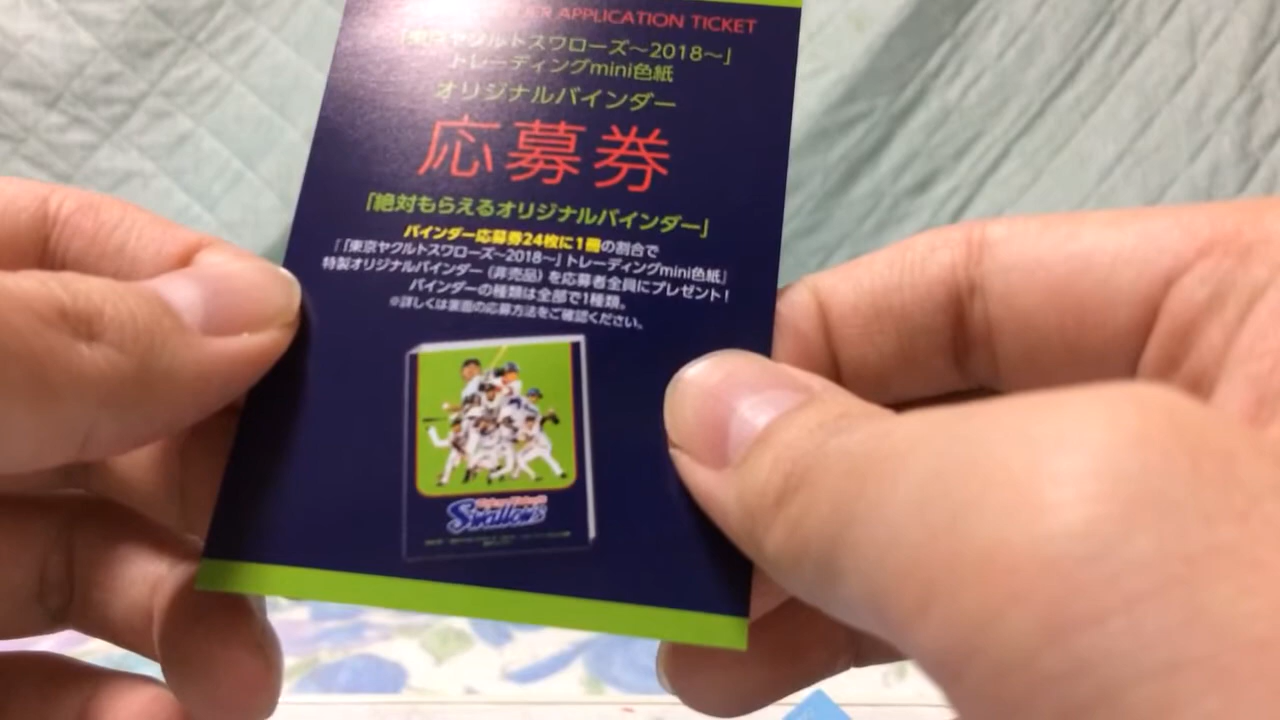 APPLICATION TICKET
「東京ヤクルトスワローズ〜2018〜」
トレーディングmini色紙
オリジナルバインダー
応募券
「絶対もらえるオリジナルバインダー」
バインダー応募券24枚に1冊の割合で
「「東京ヤクルトスワローズ〜2018〜」トレーディングmini色紙」
特製オリジナルバインダー（非売品）を応募者全員にプレゼント！
バインダーの種類は全部で1種類。
※詳しくは裏面の応募方法をご確認ください。
Swallows